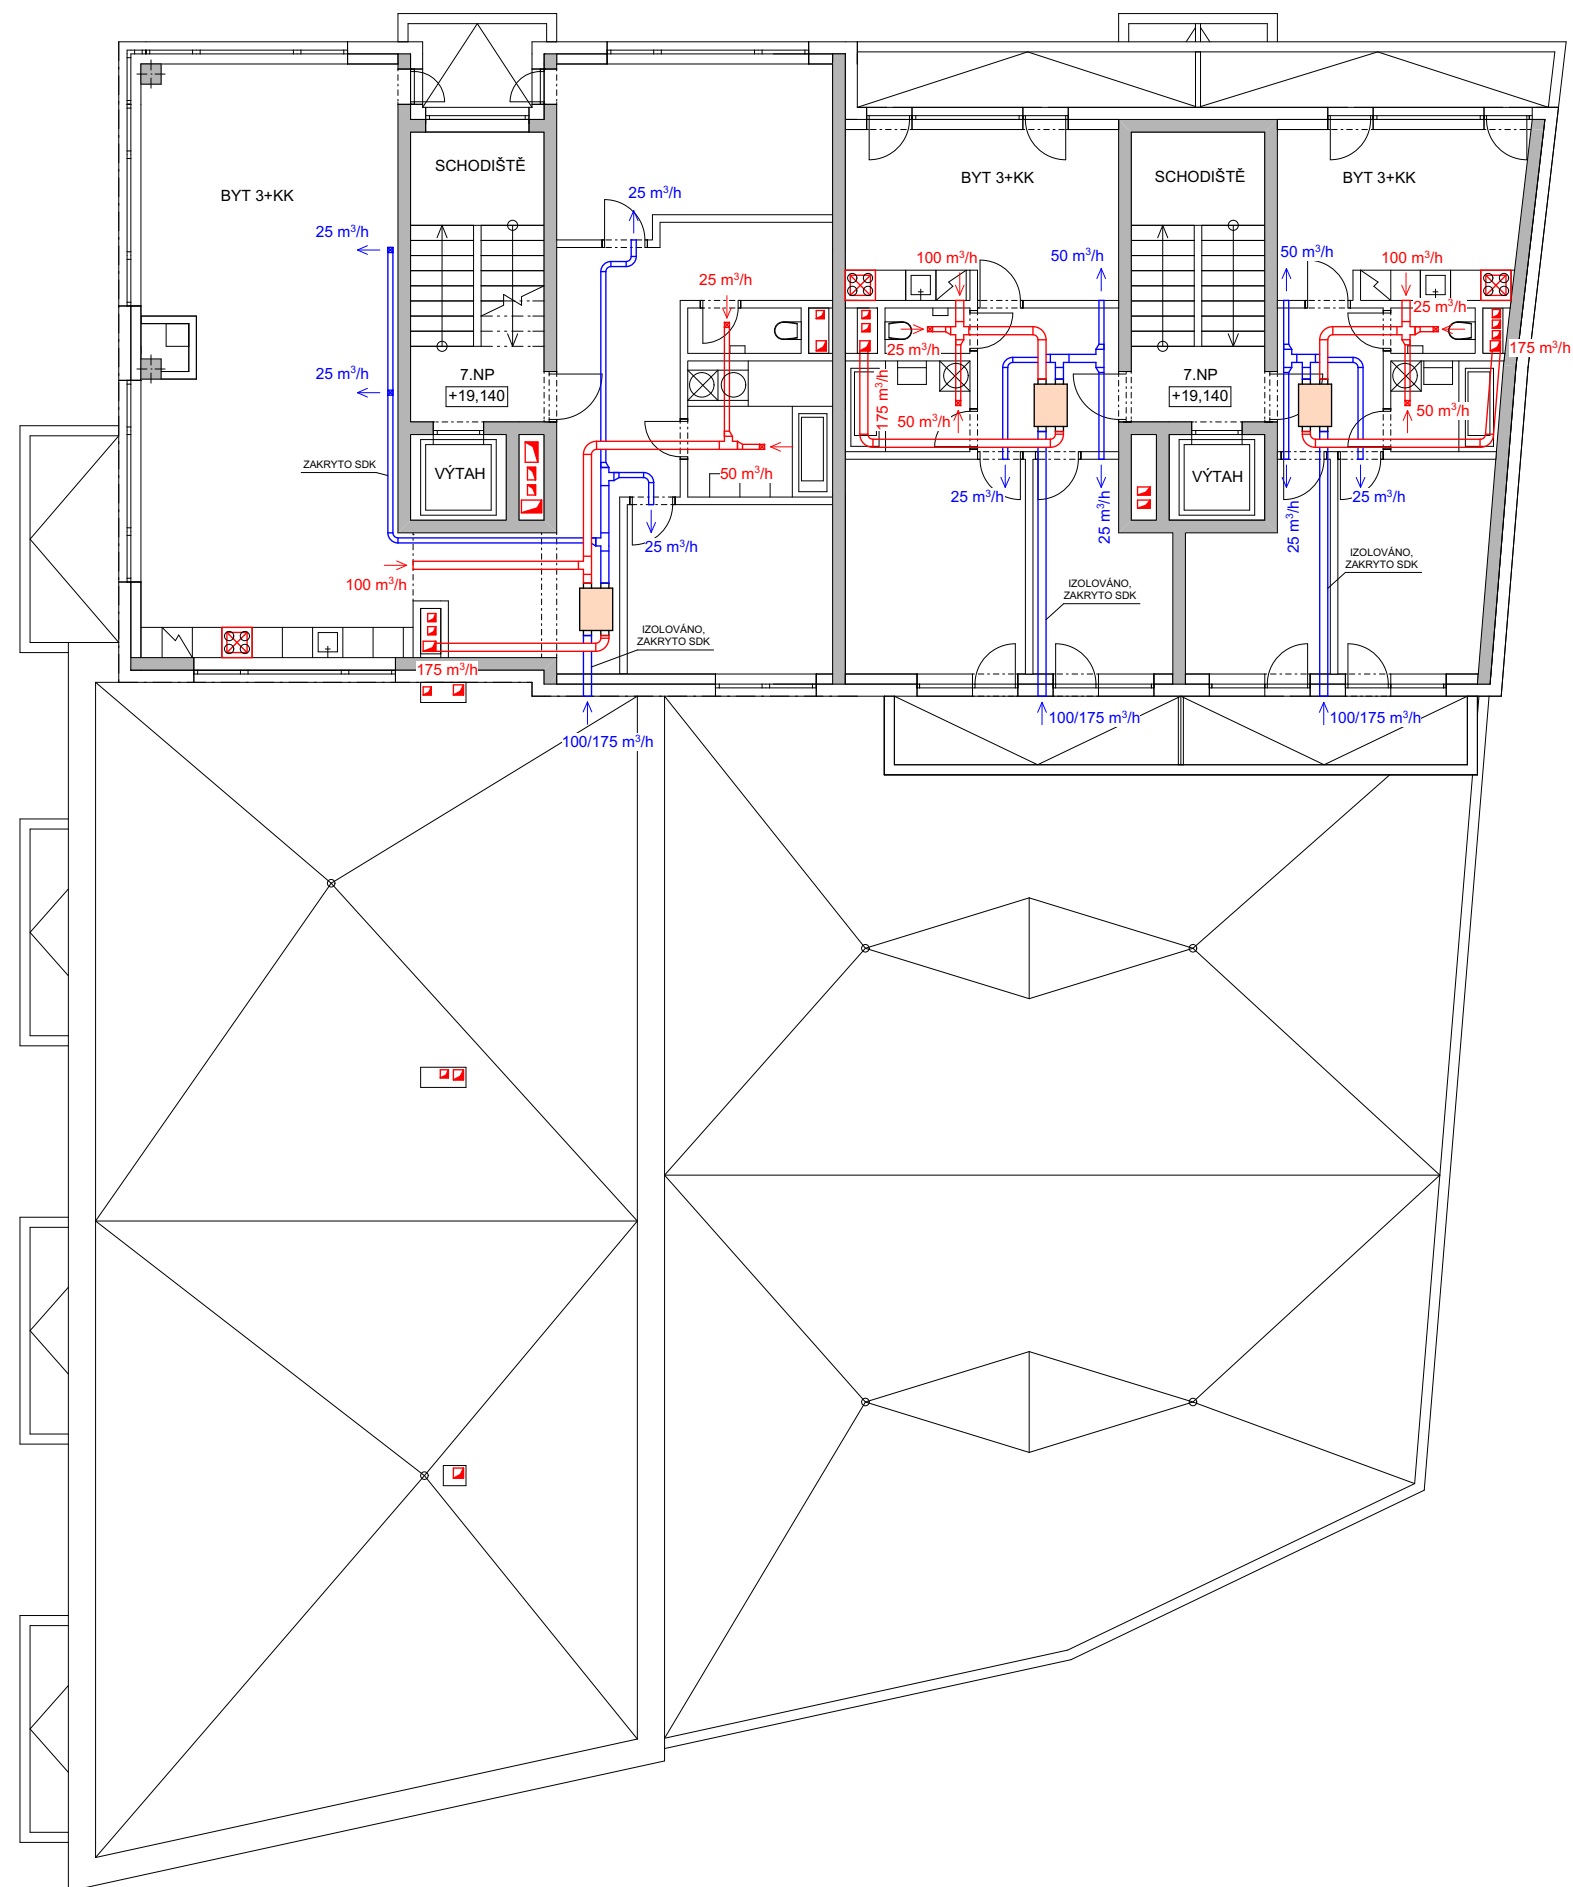 SCHODIŠTĚ
BYT 3+KK
25 m³/h
25 m³/h
25 m³/h
25 m³/h
7.NP
+19,140
ZAKRYTO SDK
VÝTAH
50 m³/h
25 m³/h
100 m³/h
IZOLOVÁNO,
ZAKRYTO SDK
175 m³/h
100/175 m³/h
BYT 3+KK
SCHODIŠTĚ
BYT 3+KK
100 m³/h
50 m³/h
50 m³/h
100 m³/h
25 m³/h
25 m³/h
175 m³/h
175 m³/h
7.NP
+19,140
50 m³/h
50 m³/h
VÝTAH
25 m³/h
25 m³/h
25 m³/h
25 m³/h
IZOLOVÁNO,
ZAKRYTO SDK
IZOLOVÁNO,
ZAKRYTO SDK
100/175 m³/h
100/175 m³/h